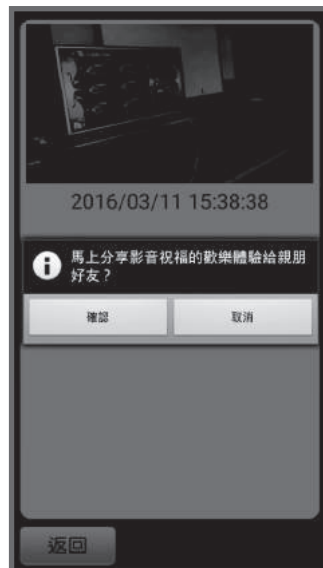 2016/03/11 15:38:38
馬上分享影音祝福的歡樂體驗給親朋
好友？
確認
取消
返回